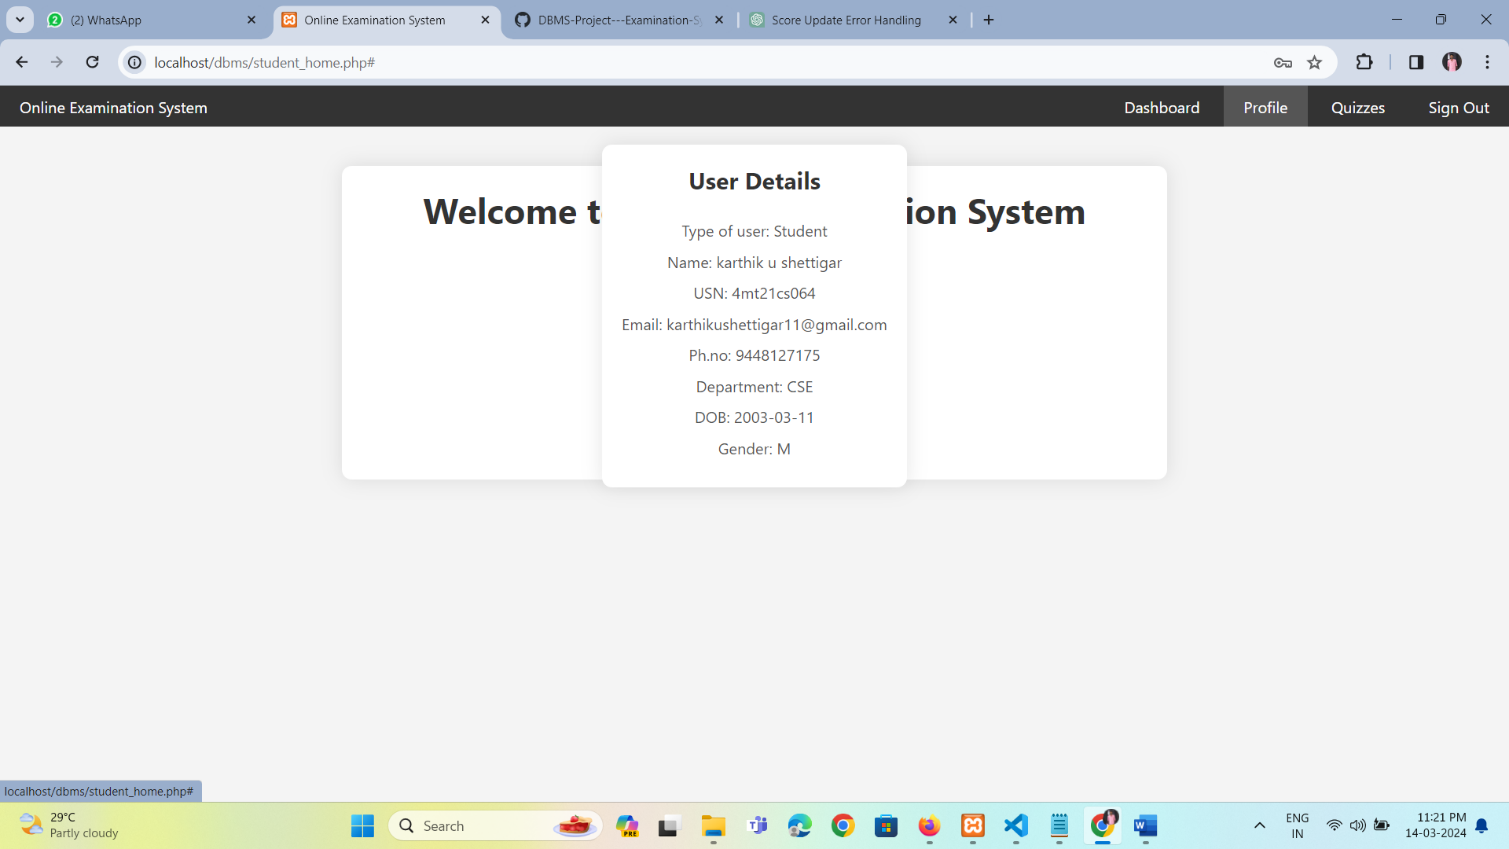 (2) WhatsApp
Online Examination System
DBMS-Project---Examination-S
Score Update Error Handling
localhost/dbms/student_home.php#
Online Examination System
Dashboard
Profile
Quizzes
Sign Out
User Details
Welcome t
ion System
Type of user: Student
Name: karthik u shettigar
USN: 4mt21cs064
Email: karthikushettigar11@gmail.com
Ph.no: 9448127175
Department: CSE
DOB: 2003-03-11
Gender: M
localhost/dbms/student_home.php#
29°C
Partly cloudy
Search
PRE
ENG
IN
11:21 PM
14-03-2024